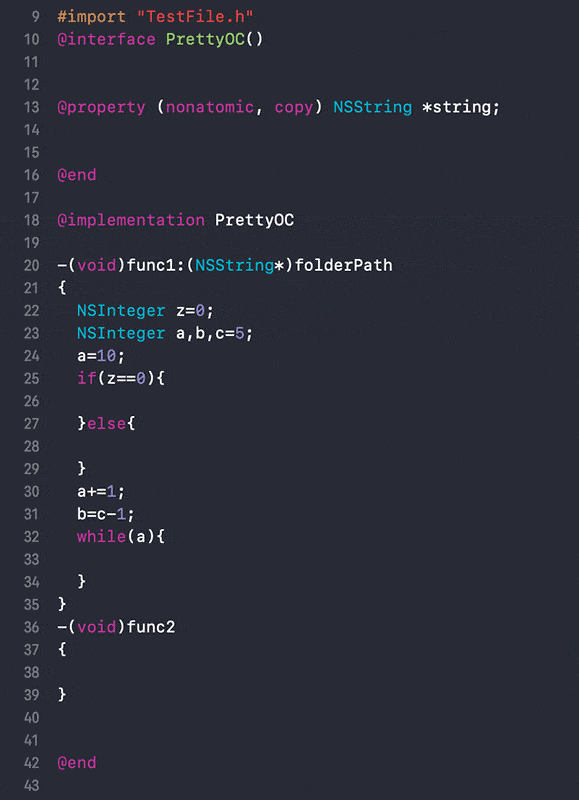 9 #import "TestFile.h"
10 @interface PrettyOC()
11
12
13 @property (nonatomic, copy) NSString *string;
14
15
16 @end
17
18 @implementation PrettyOC
19
20 -(void)func1:(NSString*)folderPath
21 {
22   NSInteger z=0;
23   NSInteger a,b,c=5;
24   a=10;
25   if(z==0){
26
27   }else{
28
29   }
30   a+=1;
31   b=c-1;
32   while(a){
33
34   }
35 }
36 -(void)func2
37 {
38
39 }
40
41
42 @end
43